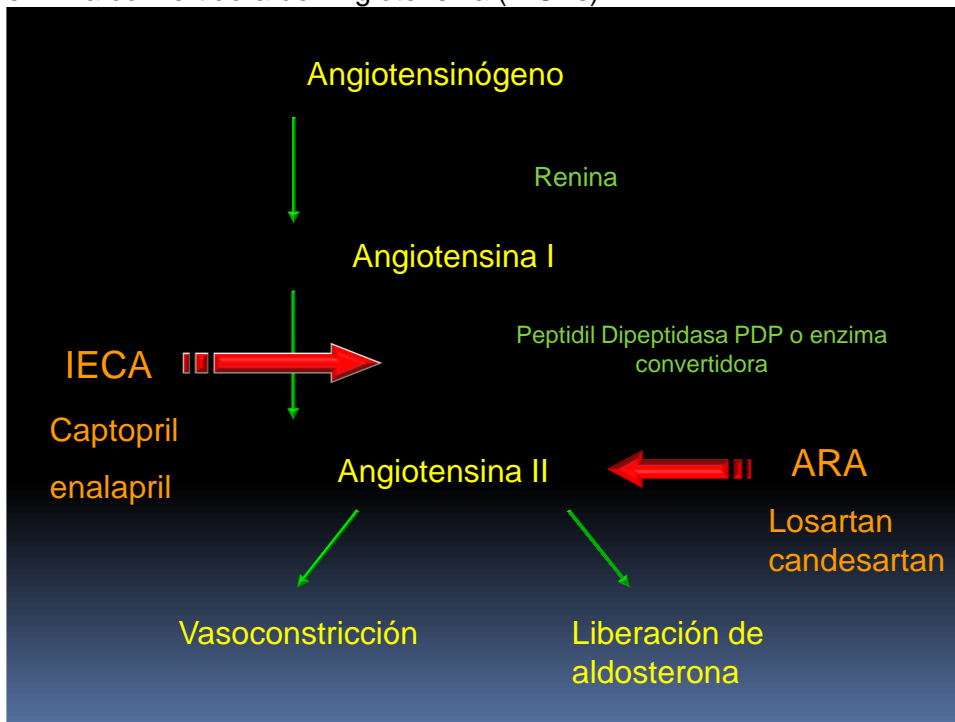 Angiotensinógeno
Renina
Angiotensina I
Peptidil Dipeptidasa PDP o enzima
convertidora
IECA
Captopril
enalapril
Angiotensina II
ARA
Losartan
candesartan
Vasoconstricción
Liberación de
aldosterona